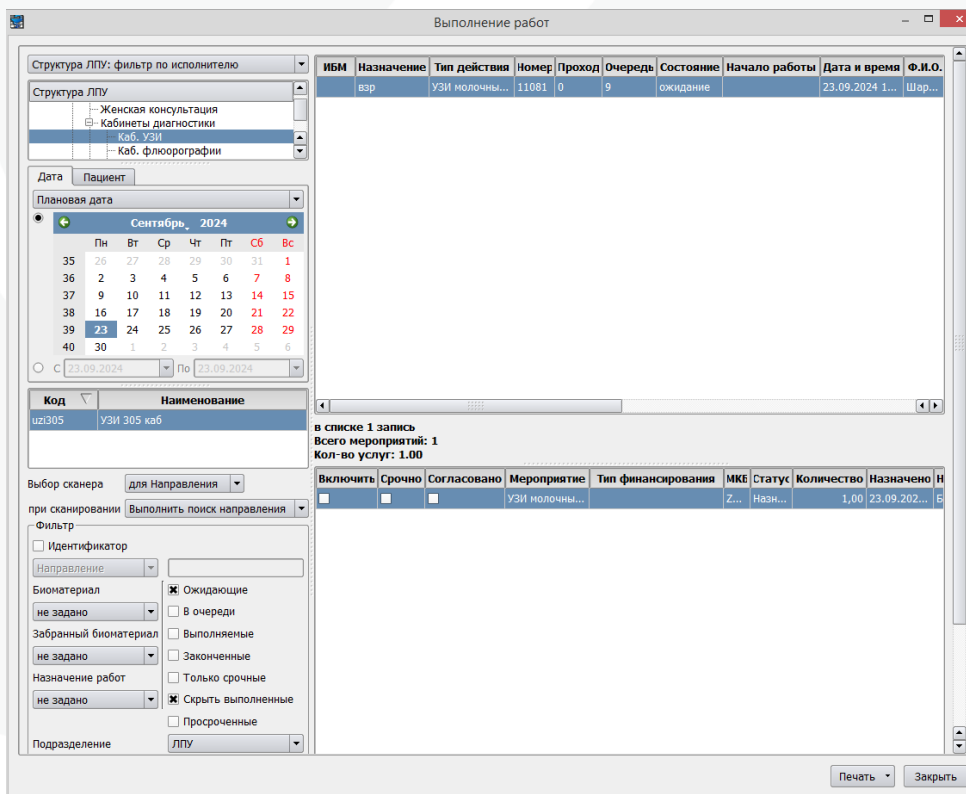 Выполнение работ
Структура ЛПУ: фильтр по исполнителю
Структура ЛПУ
Женская консультация
Кабинеты диагностики
Каб. УЗИ
Каб. флюорографии
Дата Пациент
Плановая дата
Сентябрь 2024
Пн Вт Ср Чт Пт Сб Вс
35 26 27 28 29 30 31 1
36 2 3 4 5 6 7 8
37 9 10 11 12 13 14 15
38 16 17 18 19 20 21 22
39 23 24 25 26 27 28 29
40 30 1 2 3 4 5 6
С 23.09.2024 По 23.09.2024
Код Наименование
uzi305 УЗИ 305 каб
Выбор сканера для Направления
при сканировании Выполнить поиск направления
Фильтр
Идентификатор
Направление
Биоматериал
не задано
Забранный биоматериал
не задано
Назначение работ
не задано
Ожидающие
В очереди
Выполняемые
Законченные
Только срочные
Скрыть выполненные
Просроченные
Подразделение ЛПУ
ИБМ Назначение Тип действия Номер Проход Очередь Состояние Начало работы Дата и время Ф.И.О.
взр УЗИ молочны... 11081 0 9 ожидание 23.09.2024 1... Шар...
в списке 1 запись
Всего мероприятий: 1
Кол-во услуг: 1.00
Включить Срочно Согласовано Мероприятие Тип финансирования МКБ Статус Количество Назначено Н
УЗИ молочны... Z... Назн... 1,00 23.09.202... Б
Печать Закрыть